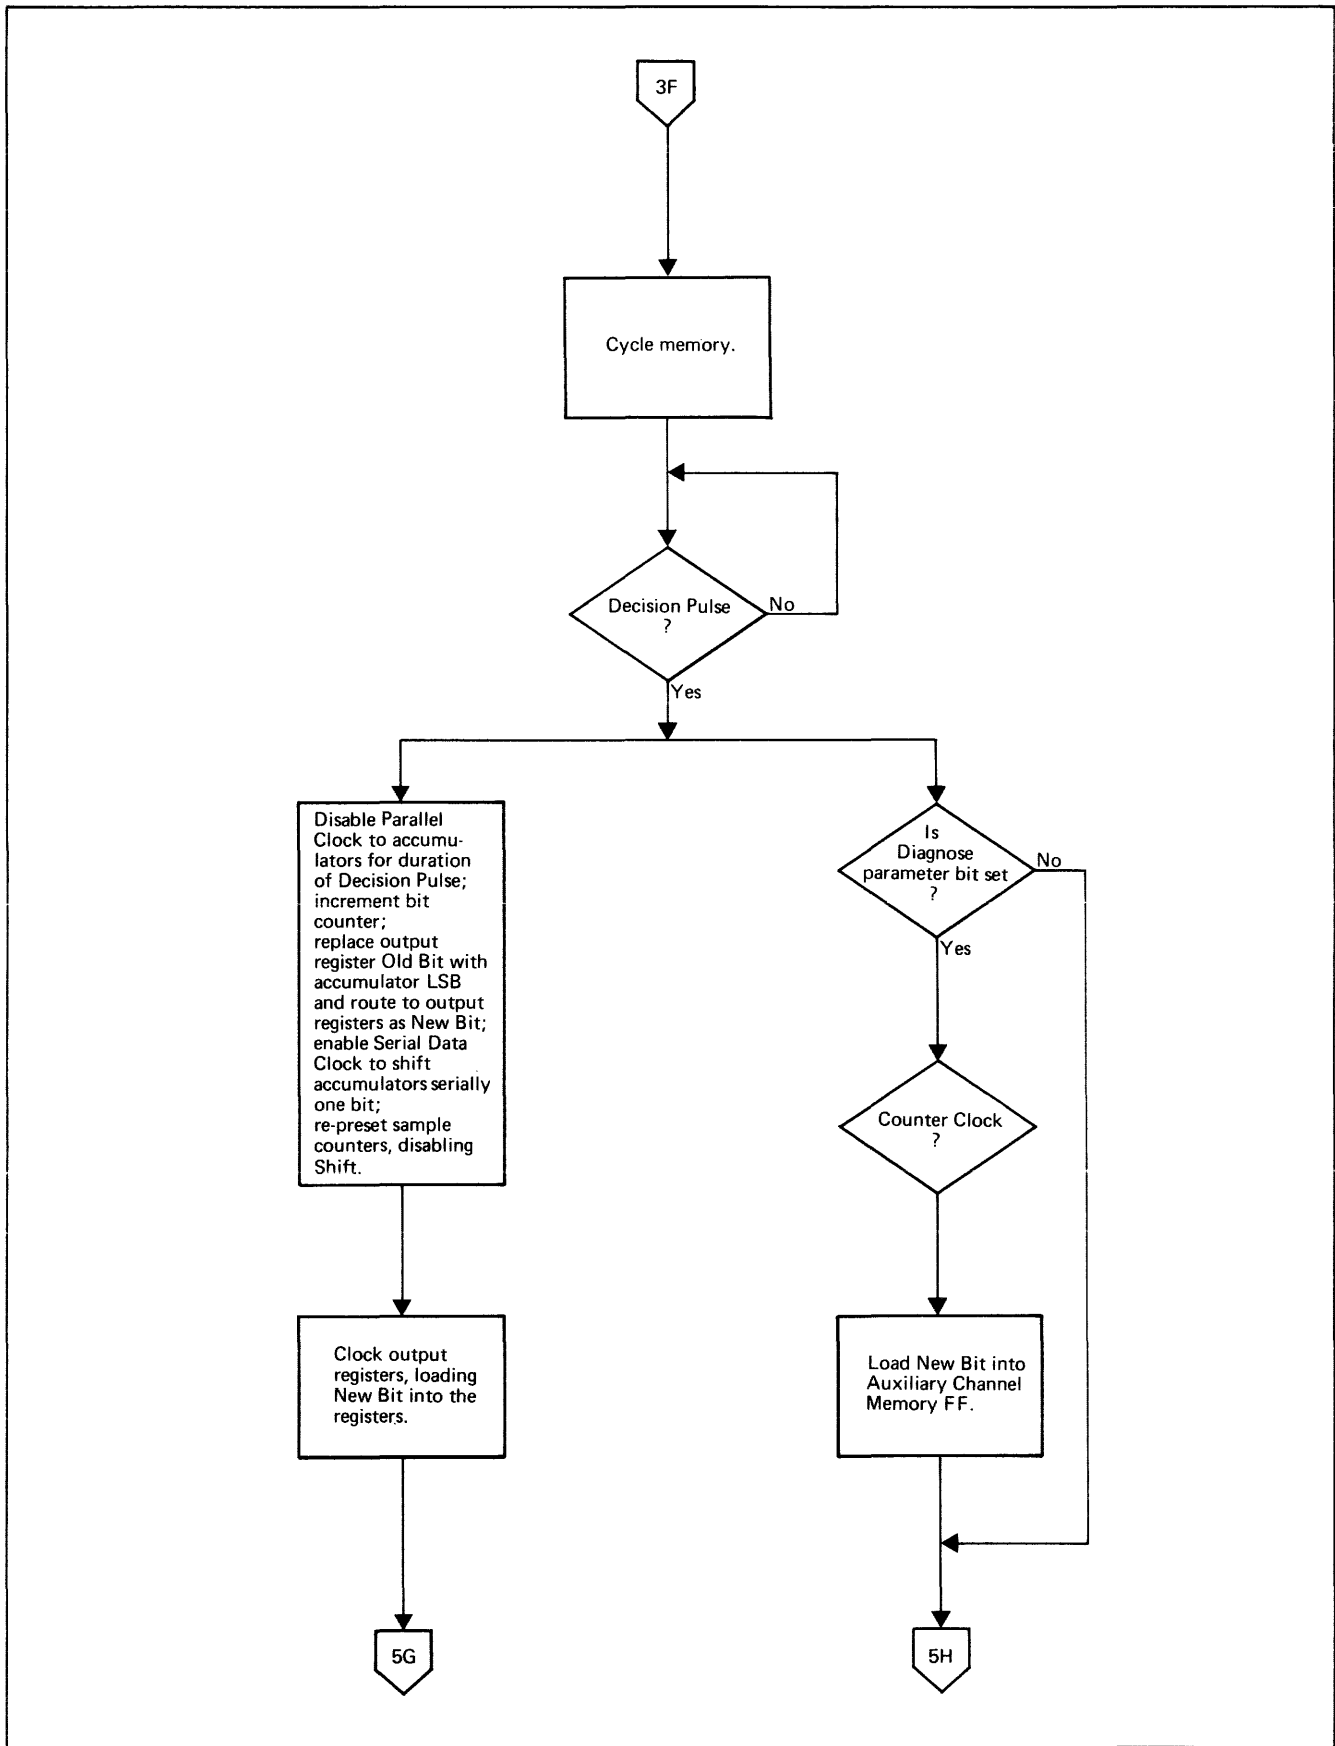 3F
Cycle memory.
Decision Pulse
?
No
Yes
Disable Parallel
Clock to accumu-
lators for duration
of Decision Pulse;
increment bit
counter;
replace output
register Old Bit with
accumulator LSB
and route to output
registers as New Bit;
enable Serial Data
Clock to shift
accumulators serially
one bit;
re-preset sample
counters, disabling
Shift.
Is
Diagnose
parameter bit set
?
No
Yes
Counter Clock
?
Clock output
registers, loading
New Bit into the
registers.
Load New Bit into
Auxiliary Channel
Memory FF.
5G
5H